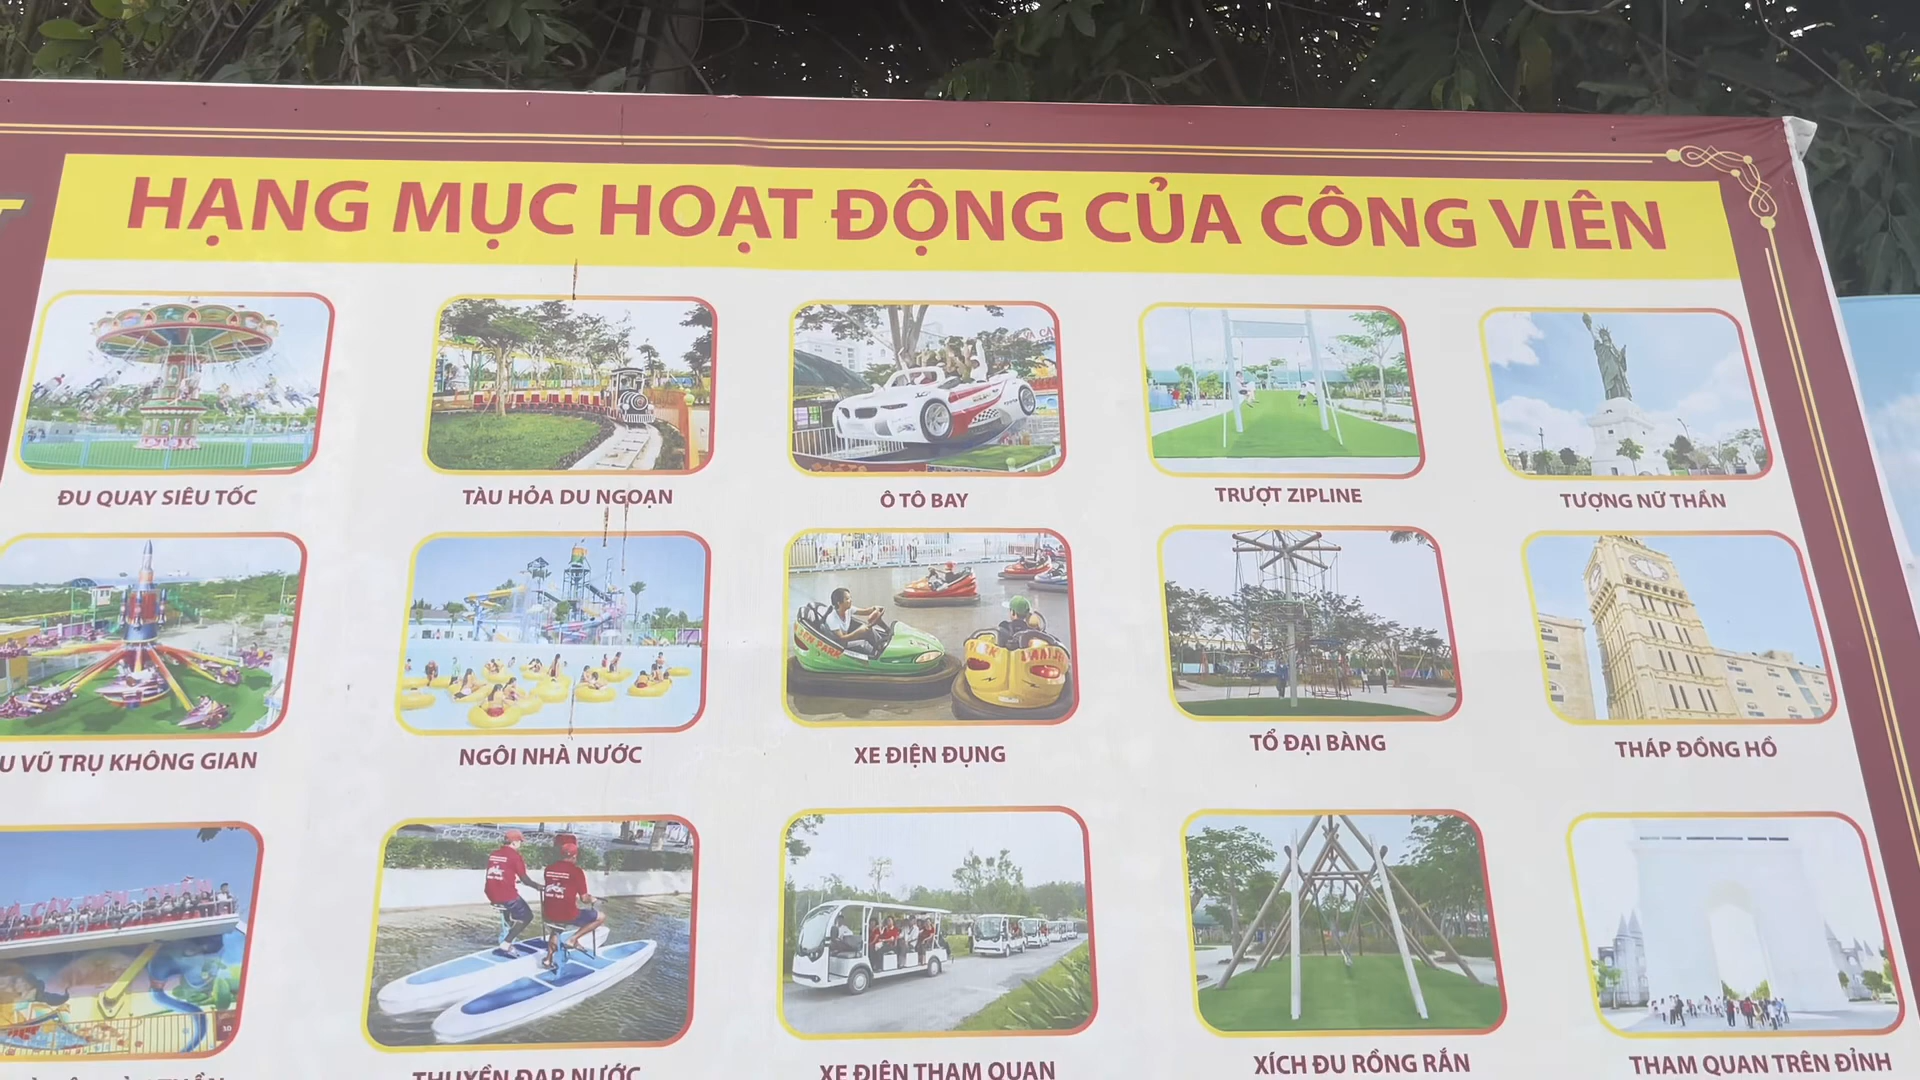 HẠNG MỤC HOẠT ĐỘNG CỦA CÔNG VIÊN
ĐU QUAY SIÊU TỐC
TÀU HỎA DU NGOẠN
Ô TÔ BAY
TRƯỢT ZIPLINE
TƯỢNG NỮ THẦN
U VŨ TRỤ KHÔNG GIAN
NGÔI NHÀ NƯỚC
XE ĐIỆN ĐỤNG
TỔ ĐẠI BÀNG
THÁP ĐỒNG HỒ
THUYỀN ĐẠP NƯỚC
XE ĐIỆN THAM QUAN
XÍCH ĐU RỒNG RẮN
THAM QUAN TRÊN ĐỈNH